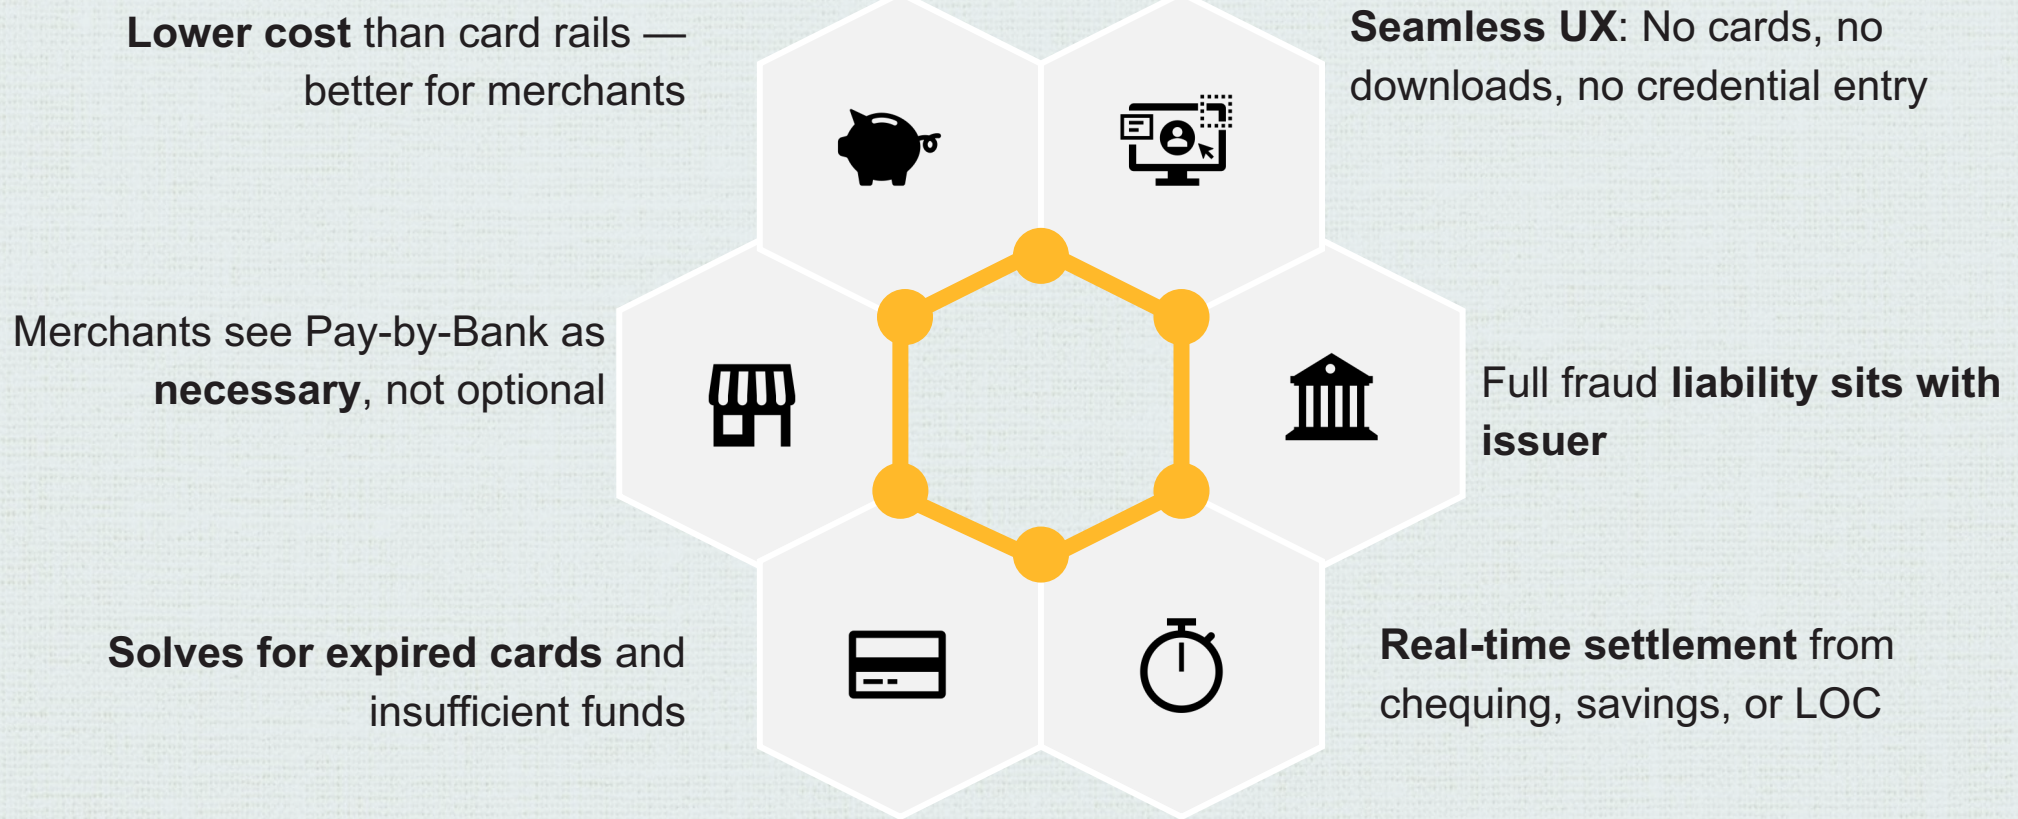 Lower cost than card rails —
better for merchants
Seamless UX: No cards, no
downloads, no credential entry
Merchants see Pay-by-Bank as
necessary, not optional
Full fraud liability sits with
issuer
Solves for expired cards and
insufficient funds
Real-time settlement from
chequing, savings, or LOC